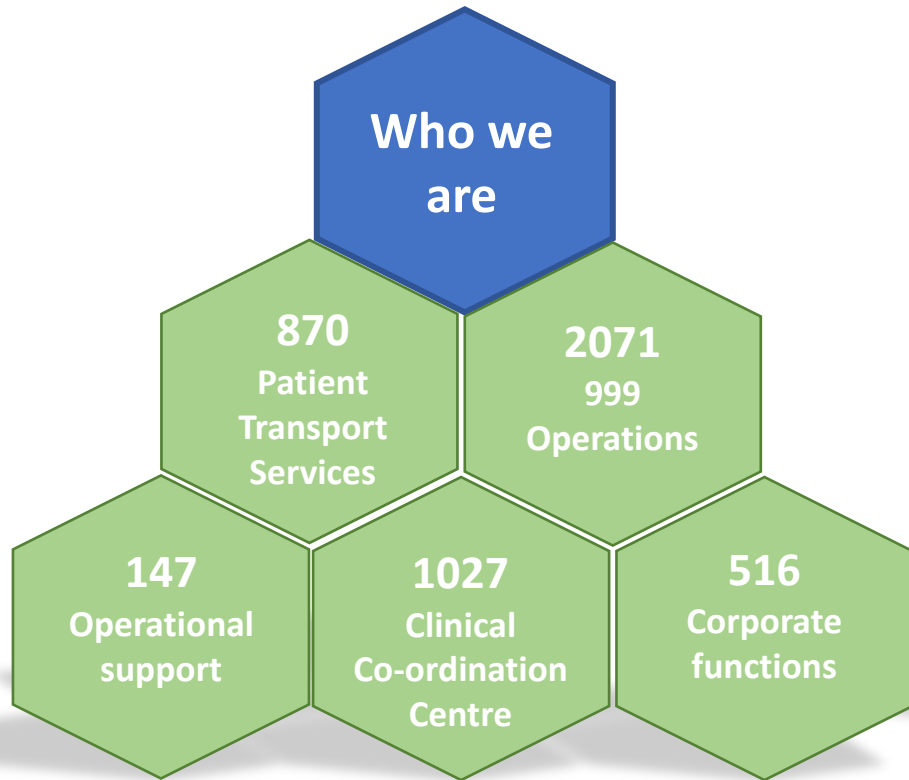 Who we
are
870
Patient
Transport
Services
2071
999
Operations
147
Operational
support
1027
Clinical
Co-ordination
Centre
516
Corporate
functions